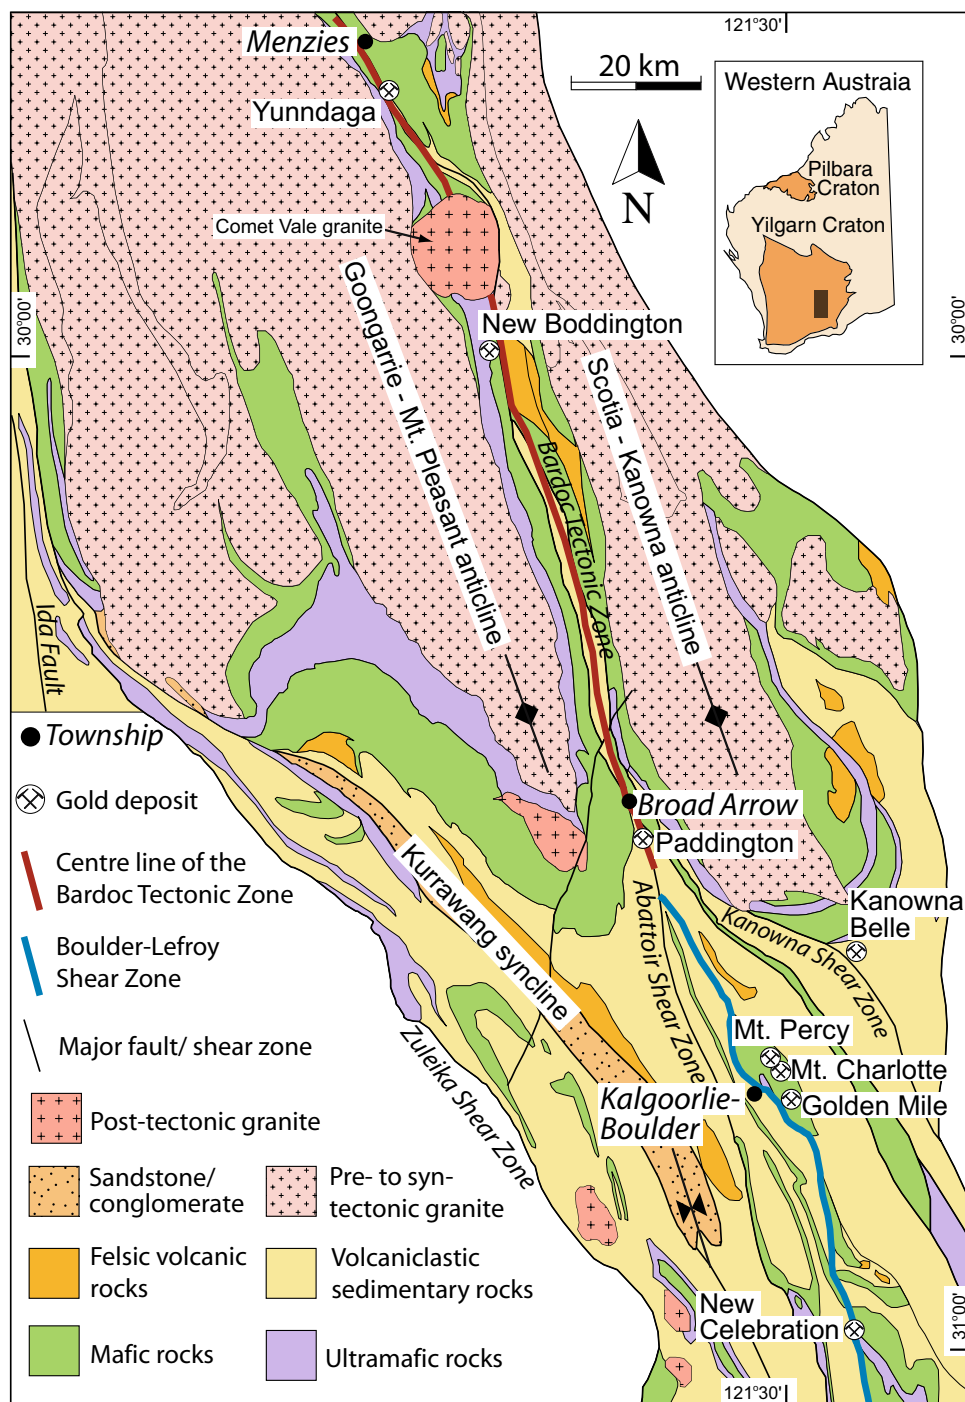 121°30'
Menzies
20 km
Western Austraia
Yunndaga
Pilbara
Craton
N
Yilgarn Craton
Comet Vale granite
30°00'
30°00'
New Boddington
Goongarrie - Mt. Pleasant anticline
Scotia - Kanowna anticline
Bardoc Tectonic Zone
Ida Fault
Township
Gold deposit
Centre line of the
Bardoc Tectonic Zone
Boulder-Lefroy
Shear Zone
Major fault/ shear zone
Post-tectonic granite
Sandstone/
conglomerate
Pre- to syn-
tectonic granite
Felsic volcanic
rocks
Volcaniclastic
sedimentary rocks
Mafic rocks
Ultramafic rocks
Broad Arrow
Paddington
Kurrawang syncline
Abattoir Shear Zone
Kanowna Shear Zone
Kanowna
Belle
Zuleika Shear Zone
Mt. Percy
Mt. Charlotte
Golden Mile
Kalgoorlie-
Boulder
New
Celebration
31°00'
121°30'